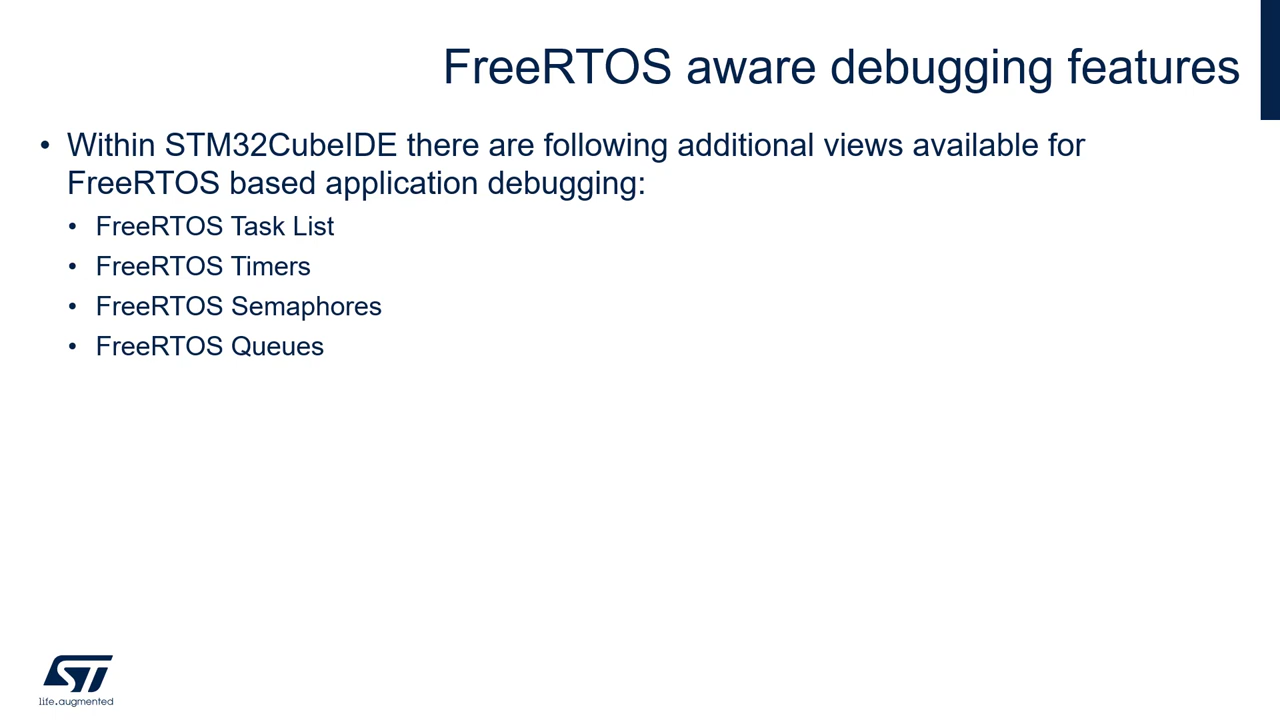 FreeRTOS aware debugging features
• Within STM32CubeIDE there are following additional views available for
FreeRTOS based application debugging:
• FreeRTOS Task List
• FreeRTOS Timers
• FreeRTOS Semaphores
• FreeRTOS Queues
ST
life.augmented